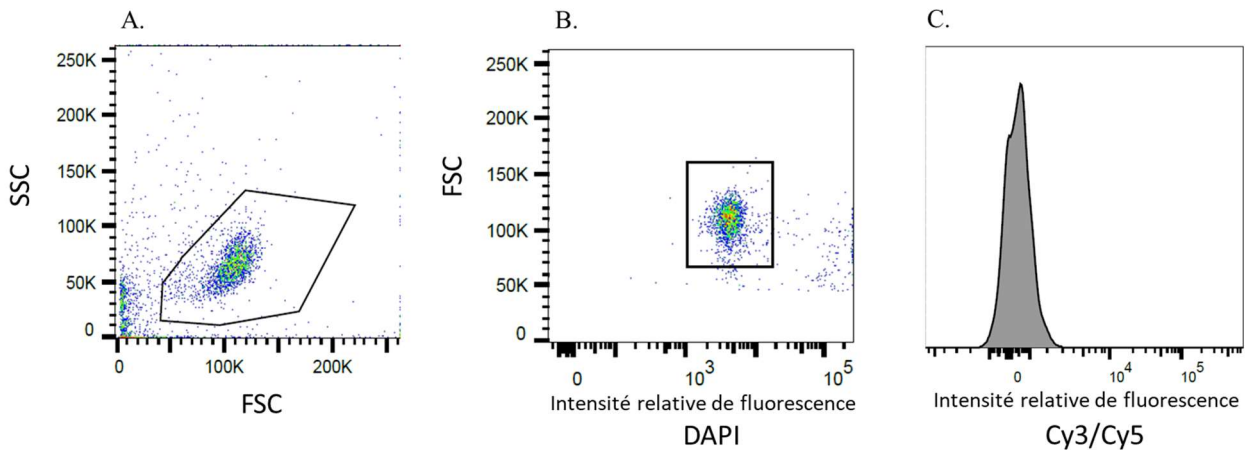 A.
250K
200K
150K
100K
50K
0
SSC
0
100K
200K
FSC
B.
250K
200K
150K
100K
50K
0
FSC
0
10³
10⁵
Intensité relative de fluorescence
DAPI
C.
0
10⁴
10⁵
Intensité relative de fluorescence
Cy3/Cy5